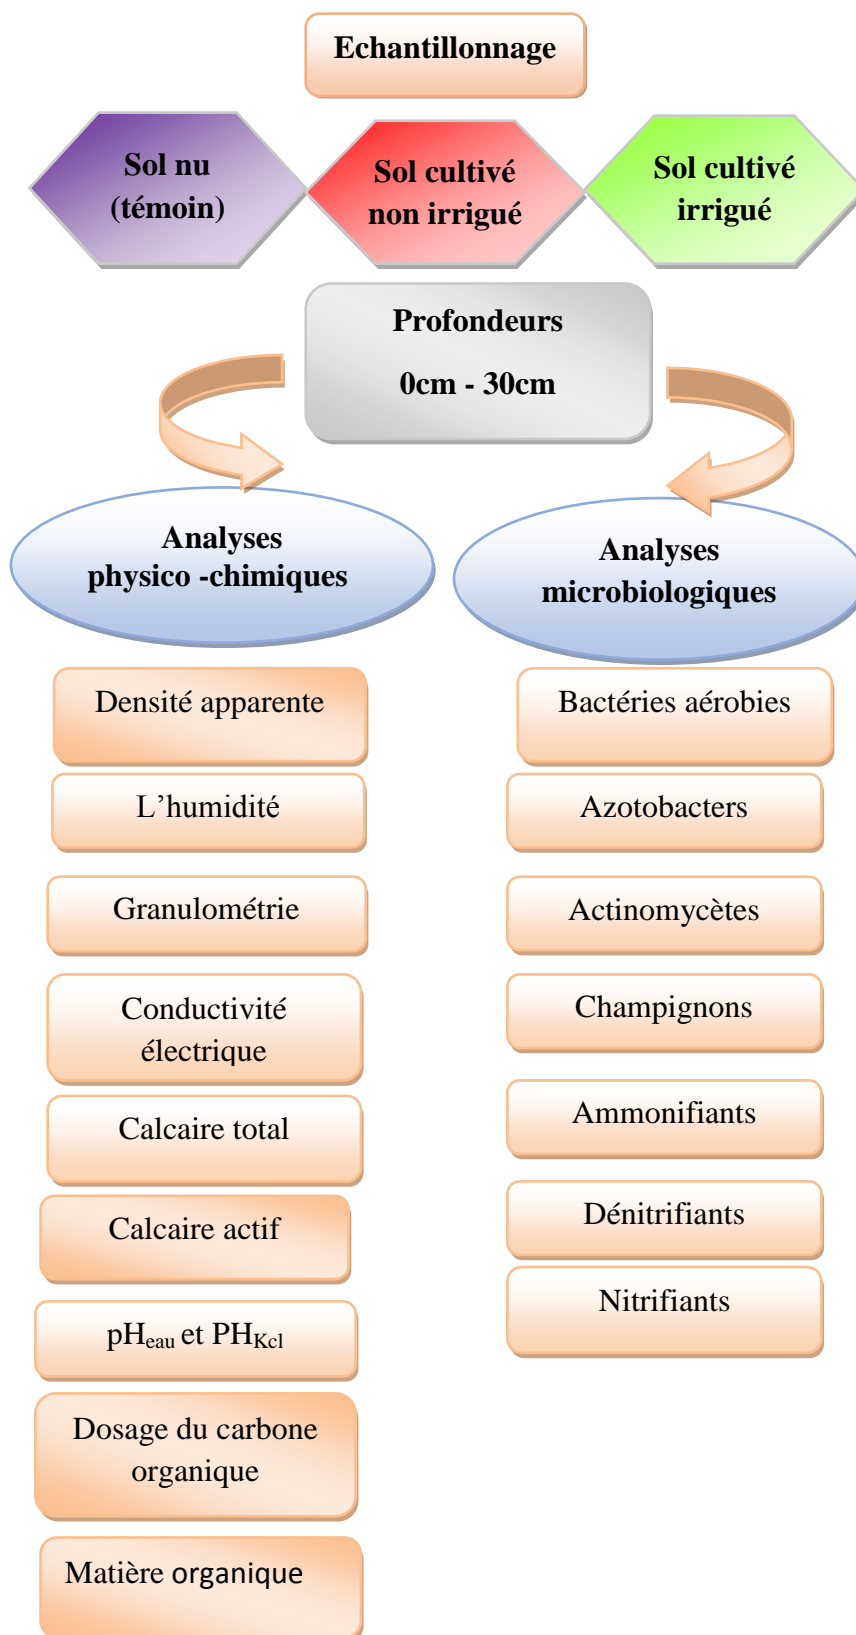 Echantillonnage
Sol nu
(témoin)
Sol cultivé
non irrigué
Sol cultivé
irrigué
Profondeurs
0cm - 30cm
Analyses
physico -chimiques
Densité apparente
L’humidité
Granulométrie
Conductivité
électrique
Calcaire total
Calcaire actif
pHeau et PHKcl
Dosage du carbone
organique
Matière organique
Analyses
microbiologiques
Bactéries aérobies
Azotobacters
Actinomycètes
Champignons
Ammonifiants
Dénitrifiants
Nitrifiants